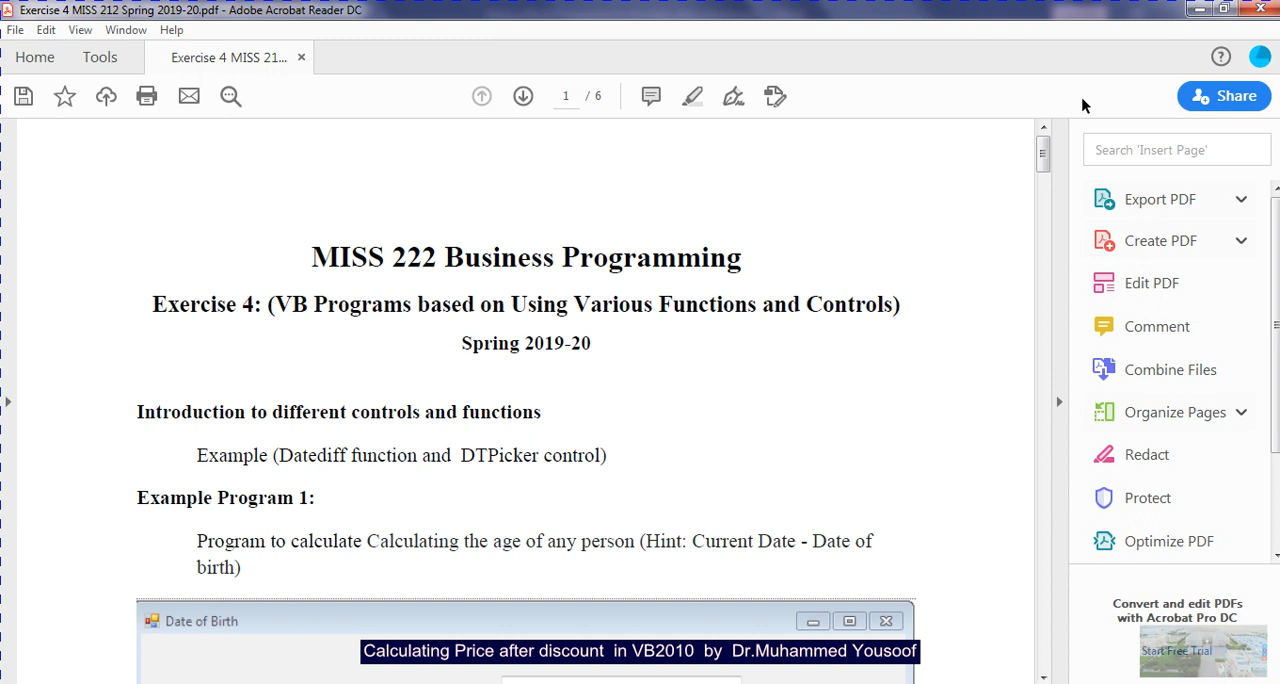 Exercise 4 MISS 212 Spring 2019-20.pdf - Adobe Acrobat Reader DC
File Edit View Window Help
Home Tools Exercise 4 MISS 21... ×
1 / 6
Share
Search 'Insert Page'
Export PDF
Create PDF
Edit PDF
Comment
Combine Files
Organize Pages
Redact
Protect
Optimize PDF
Convert and edit PDFs
with Acrobat Pro DC
Start Free Trial
MISS 222 Business Programming
Exercise 4: (VB Programs based on Using Various Functions and Controls)
Spring 2019-20
Introduction to different controls and functions
Example (Datediff function and DTPicker control)
Example Program 1:
Program to calculate Calculating the age of any person (Hint: Current Date - Date of
birth)
Date of Birth
Calculating Price after discount in VB2010 by Dr.Muhammed Yousoof